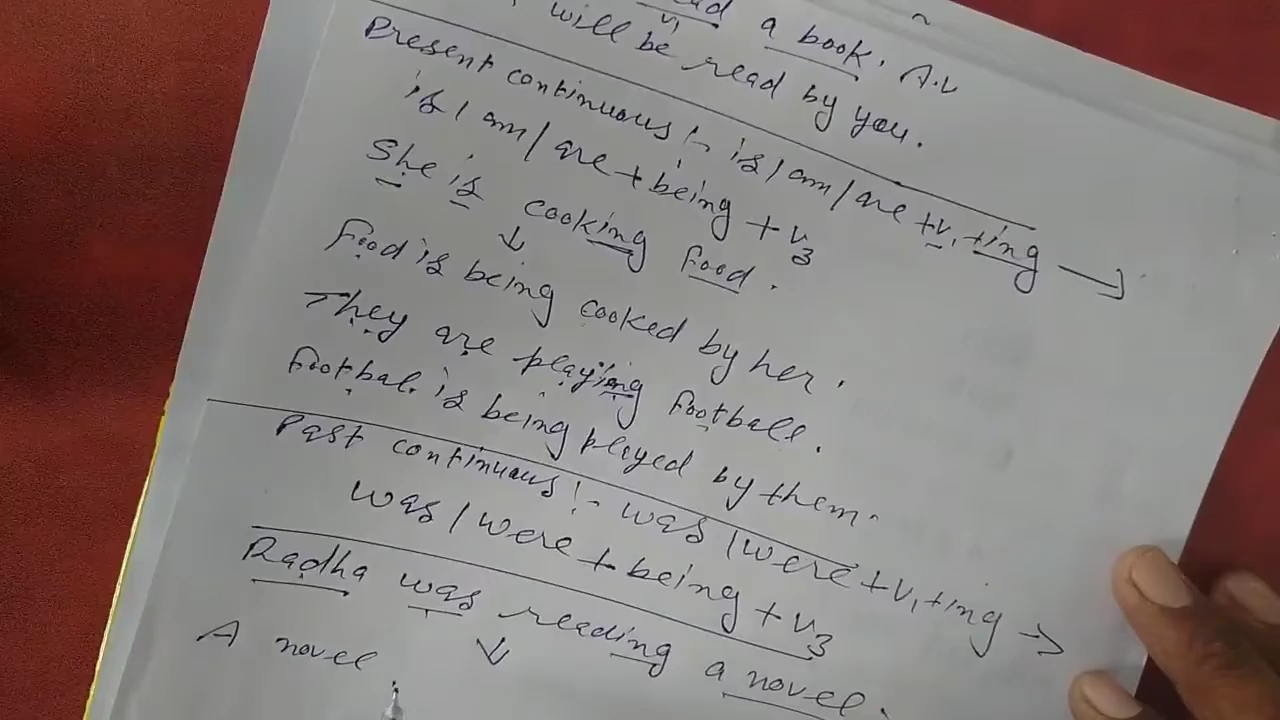 a book. A.V
will be read by you.
Present continuous :- is / am / are + v1 + ing →
is / am / are + being + v3
She is cooking food.
↓
Food is being cooked by her.
They are playing football.
Footbal. is being played by them.
Past continuous :- was / were + v1 + ing →
was / were + being + v3
Radha was reading a novel.
↓
A novel